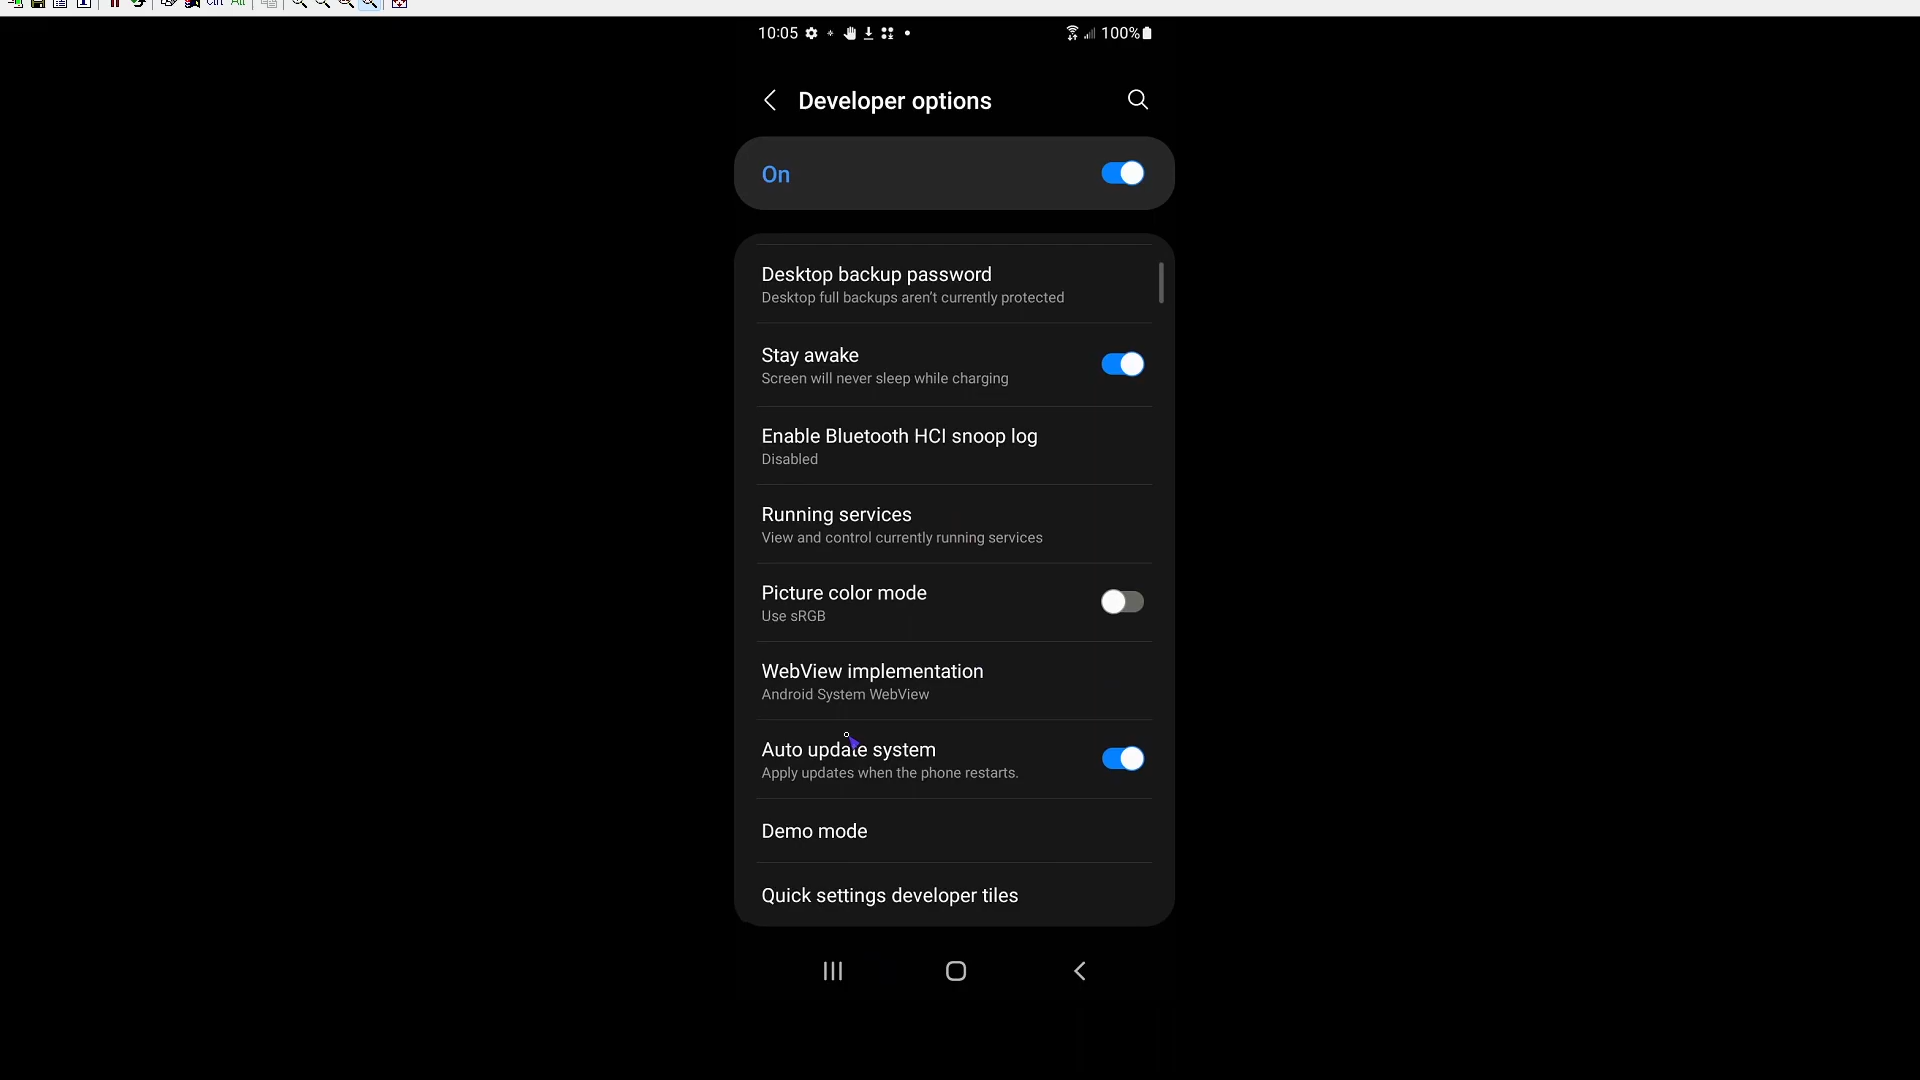 Ctrl Alt
10:05 100%
Developer options
On
Desktop backup password
Desktop full backups aren't currently protected
Stay awake
Screen will never sleep while charging
Enable Bluetooth HCI snoop log
Disabled
Running services
View and control currently running services
Picture color mode
Use sRGB
WebView implementation
Android System WebView
Auto update system
Apply updates when the phone restarts.
Demo mode
Quick settings developer tiles